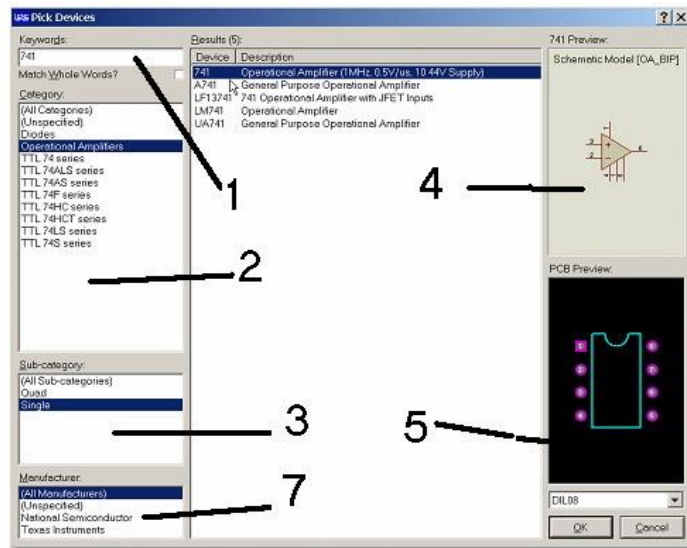 ISIS Pick Devices
Keywords:
741
Match Whole Words?
Category:
(All Categories)
(Unspecified)
Diodes
Operational Amplifiers
TTL 74 series
TTL 74ALS series
TTL 74AS series
TTL 74F series
TTL 74HC series
TTL 74HCT series
TTL 74LS series
TTL 74S series
Sub-category:
(All Sub-categories)
Quad
Single
Manufacturer:
(All Manufacturers)
(Unspecified)
National Semiconductor
Texas Instruments
Results (5):
Device Description
741 Operational Amplifier (1MHz, 0.5V/us, 10.44V Supply)
A741 General Purpose Operational Amplifier
LF13741 741 Operational Amplifier with JFET Inputs
LM741 Operational Amplifier
UA741 General Purpose Operational Amplifier
1
2
3
7
4
5
741 Preview:
Schematic Model [OA_BIP]
3
2
6
PCB Preview:
DIL08
OK Cancel